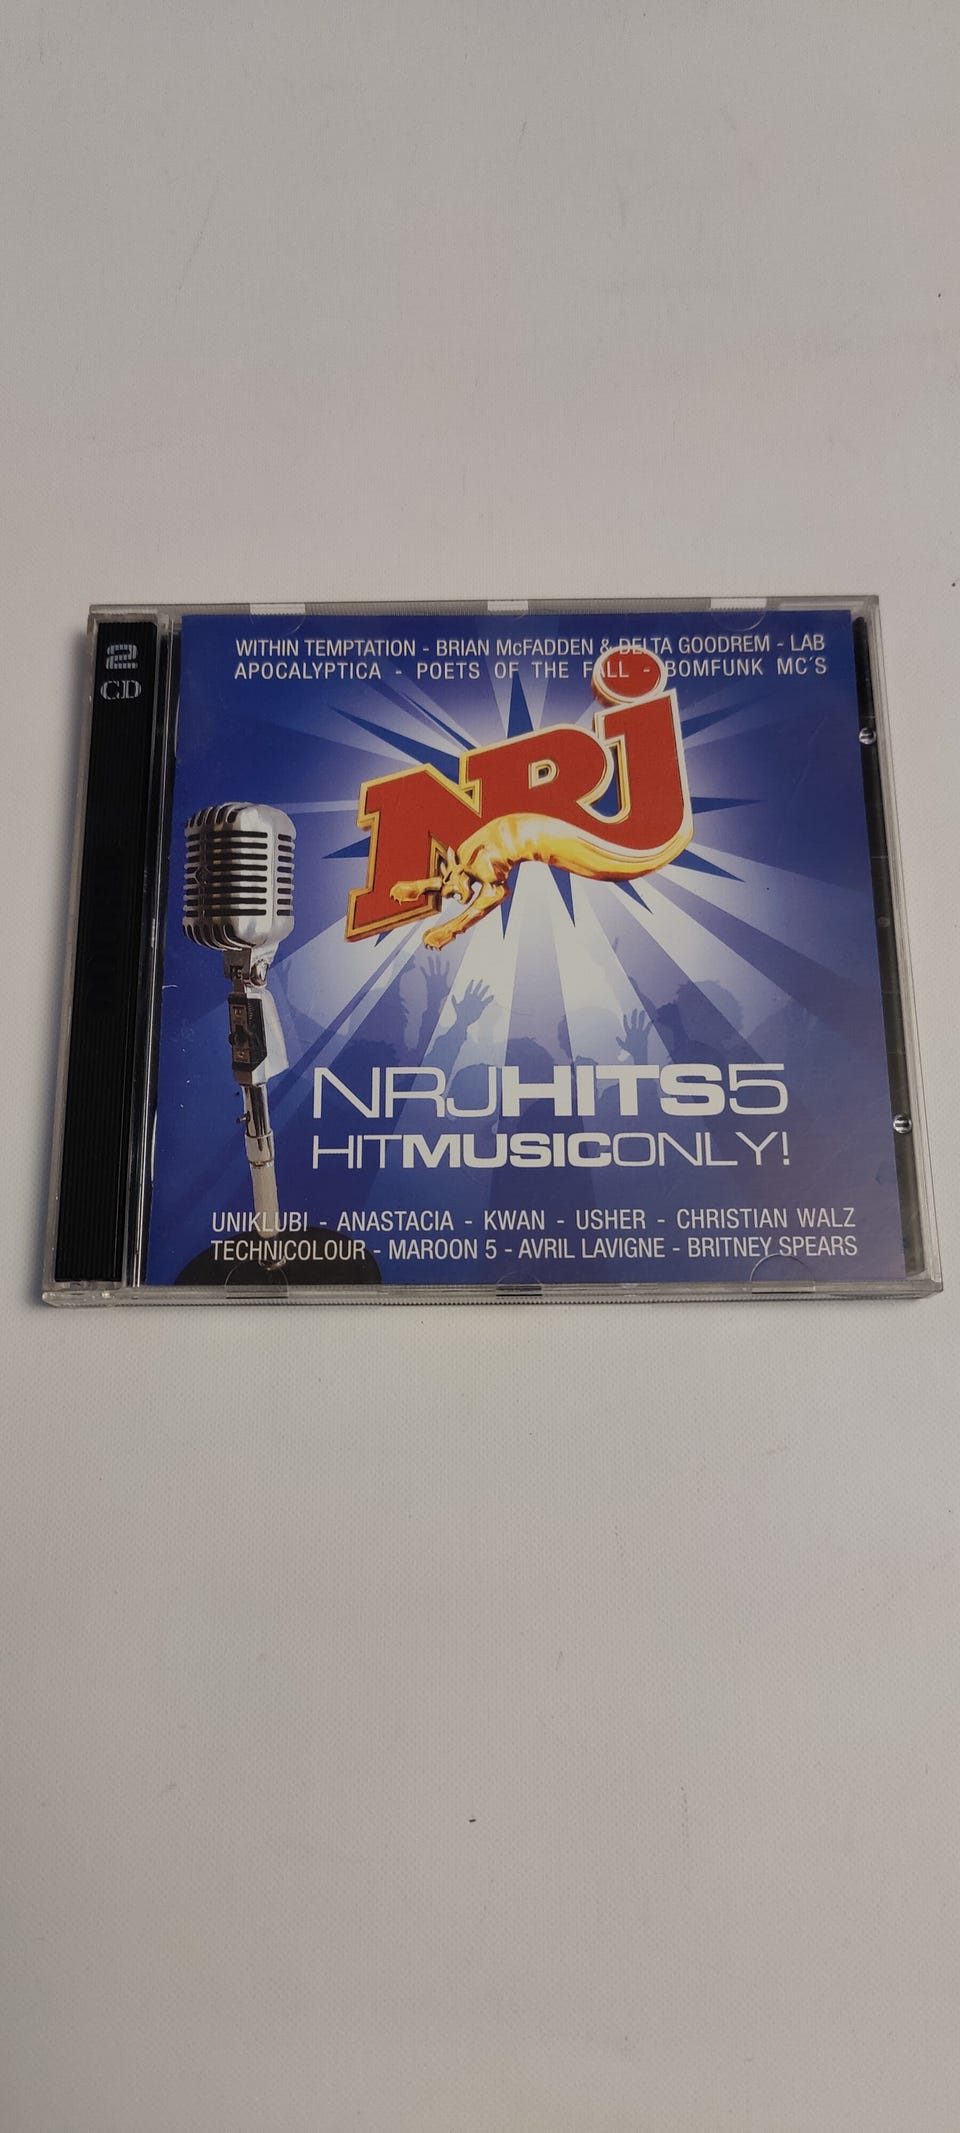 2
CD
WITHIN TEMPTATION - BRIAN McFADDEN & DELTA GOODREM - LAB
APOCALYPTICA - POETS OF THE FALL - BOMFUNK MC´S
NRJ
NRJHITS5
HITMUSICONLY!
UNIKLUBI - ANASTACIA - KWAN - USHER - CHRISTIAN WALZ
TECHNICOLOUR - MAROON 5 - AVRIL LAVIGNE - BRITNEY SPEARS